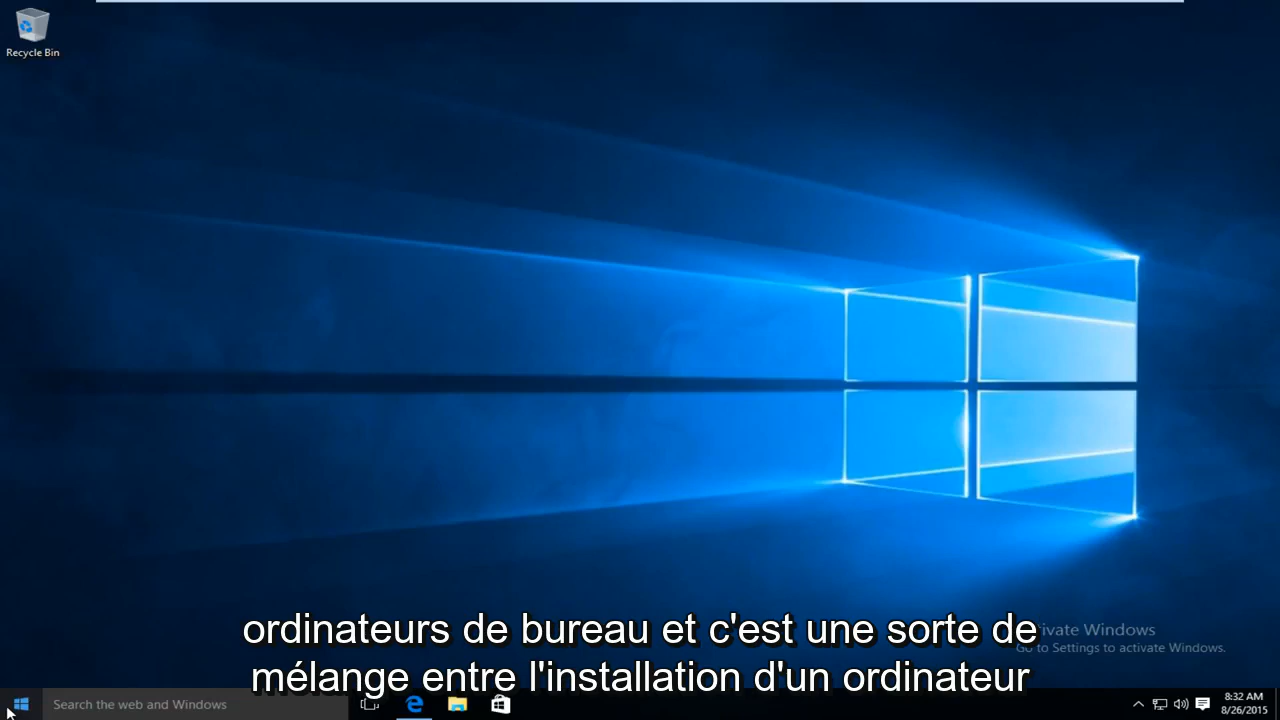 Recycle Bin
ordinateurs de bureau et c'est une sorte de
mélange entre l'installation d'un ordinateur
Windows
Go to Settings to activate Windows.
Search the web and Windows
8:32 AM
8/26/2015